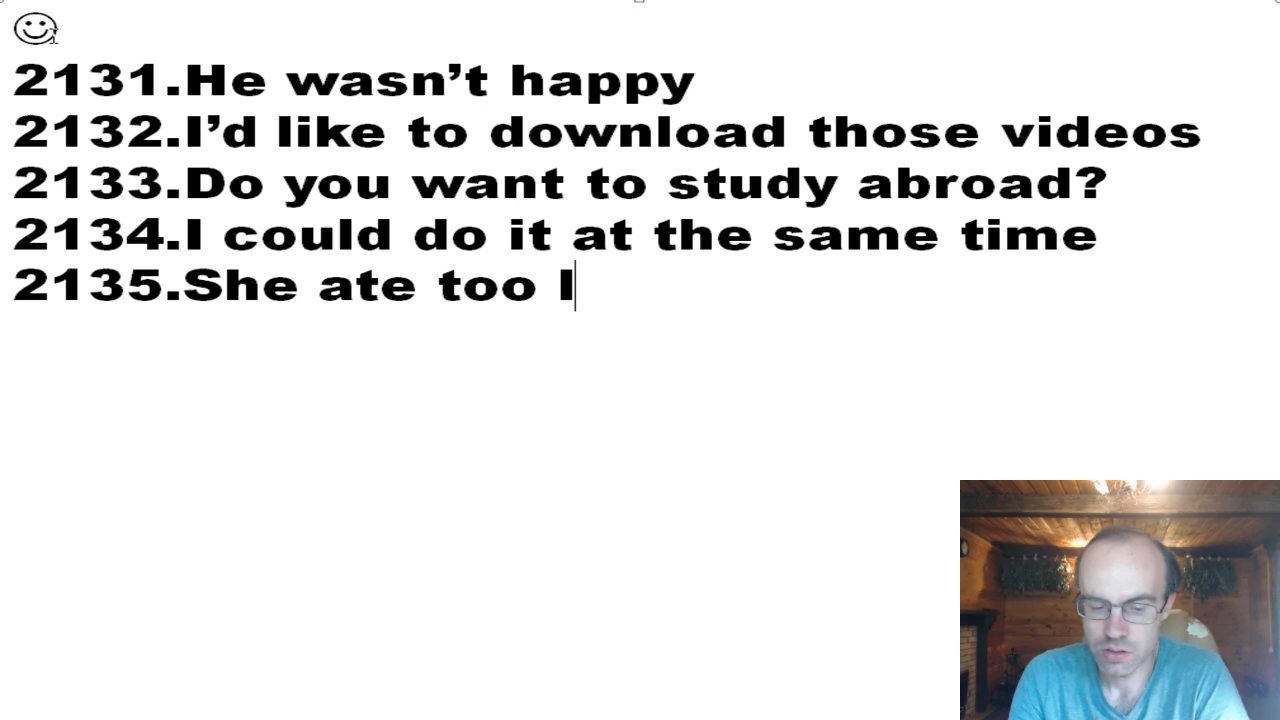 2131.He wasn’t happy
2132.I’d like to download those videos
2133.Do you want to study abroad?
2134.I could do it at the same time
2135.She ate too l